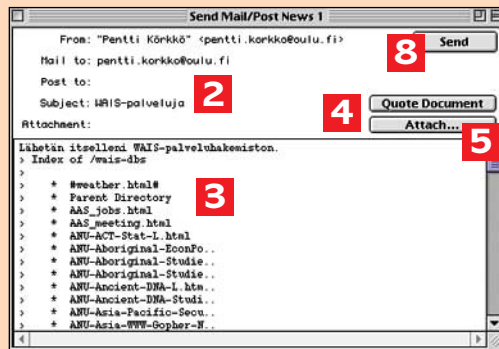 Send Mail/Post News 1
From: "Pentti Körkkö" <pentti.korkko@oulu.fi>
8
Send
Mail to: pentti.korkko@oulu.fi
Post to:
2
Subject: WAIS-palveluja
4
Quote Document
Attachment:
Attach...
5
Lähetän itselleni WAIS-palveluhakemiston.
> Index of /wais-dbs
>
> * #weather.html#
3
> * Parent Directory
> * AAS_jobs.html
> * AAS_meeting.html
> * ANU-ACT-Stat-L.html
> * ANU-Aboriginal-EconPo..
> * ANU-Aboriginal-Studie..
> * ANU-Aboriginal-Studie..
> * ANU-Ancient-DNA-L.htm..
> * ANU-Ancient-DNA-Studi..
> * ANU-Asia-Pacific-Secu..
> * ANU-Asia-WWW-Gopher-N..